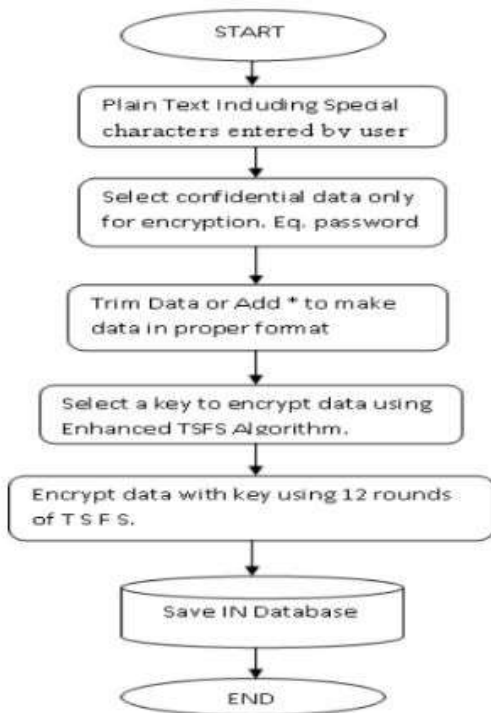 START
Plain Text Including Special
characters entered by user
Select confidential data only
for encryption. Eq. password
Trim Data or Add * to make
data in proper format
Select a key to encrypt data using
Enhanced TSFS Algorithm.
Encrypt data with key using 12 rounds
of T S F S.
Save IN Database
END